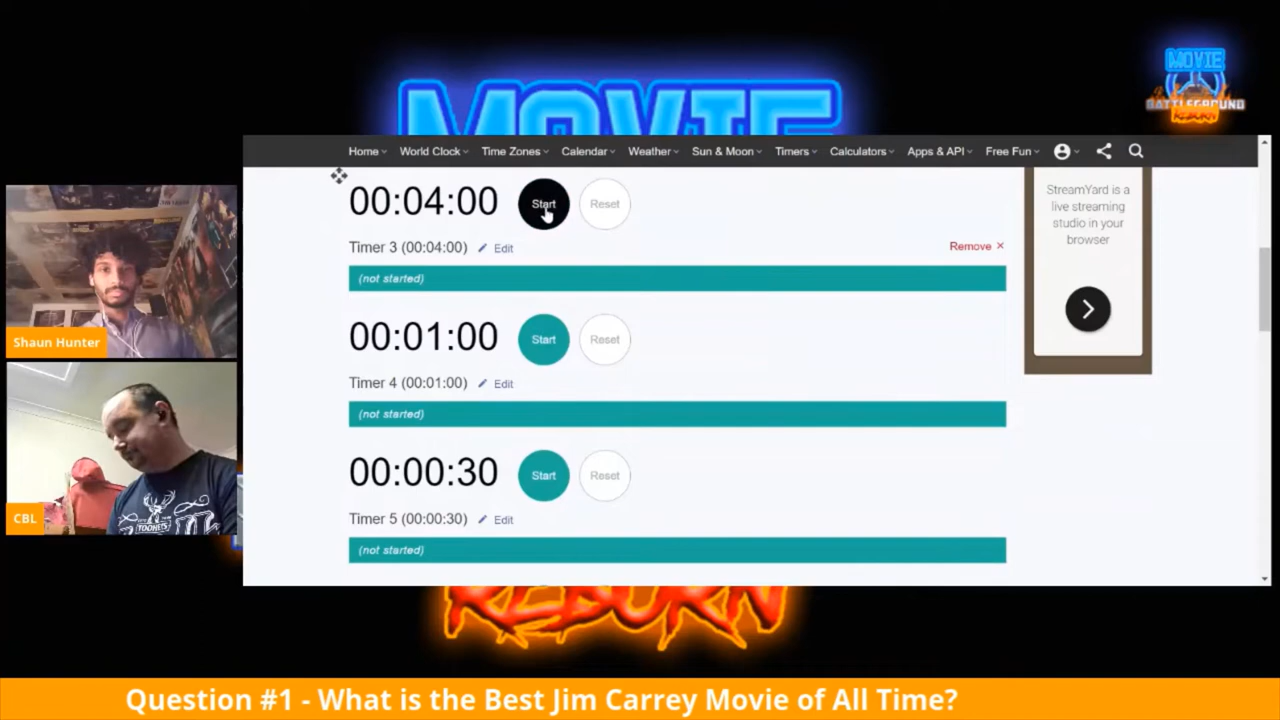 MOVIE
MOVIE
BATTLEGROUND
REBORN
Home World Clock Time Zones Calendar Weather Sun & Moon Timers Calculators Apps & API Free Fun
00:04:00 Start Reset
Timer 3 (00:04:00) Edit Remove ×
(not started)
00:01:00 Start Reset
Timer 4 (00:01:00) Edit
(not started)
00:00:30 Start Reset
Timer 5 (00:00:30) Edit
(not started)
StreamYard is a
live streaming
studio in your
browser
Shaun Hunter
CBL
TOOHEYS
REBORN
Question #1 - What is the Best Jim Carrey Movie of All Time?